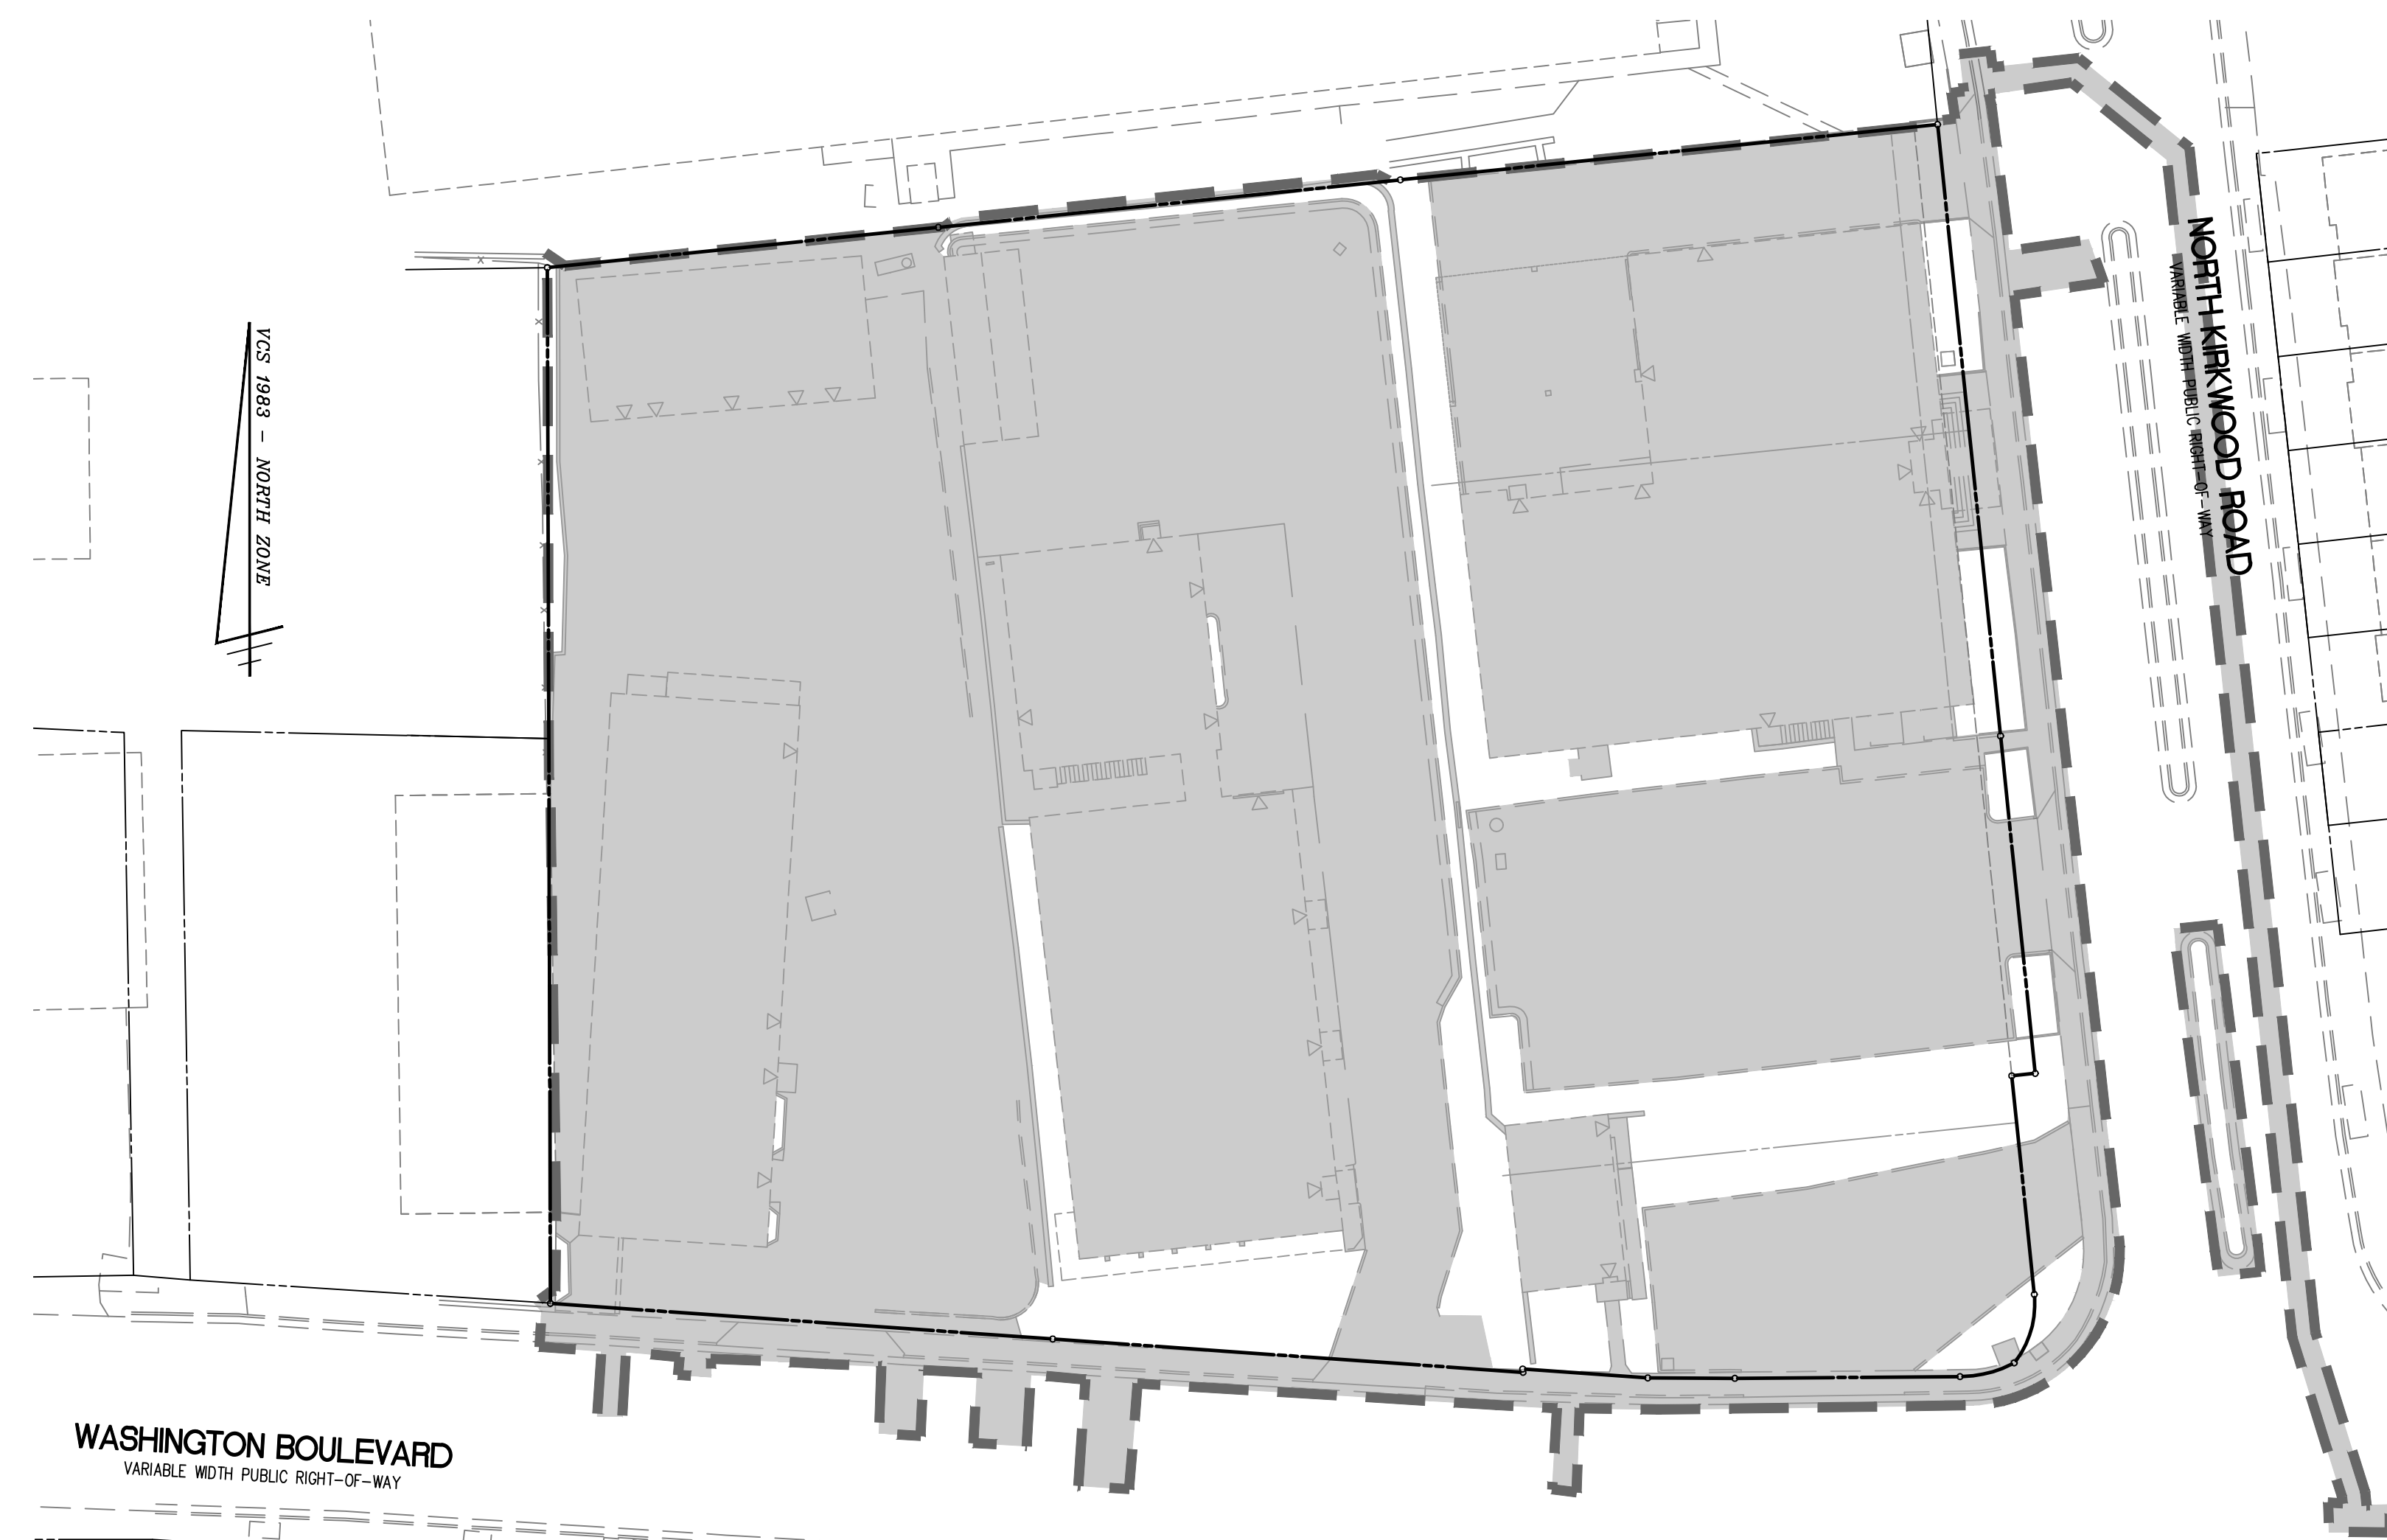 VCS 1983 – NORTH ZONE
NORTH KIRKWOOD ROAD
VARIABLE WIDTH PUBLIC RIGHT-OF-WAY
WASHINGTON BOULEVARD
VARIABLE WIDTH PUBLIC RIGHT-OF-WAY